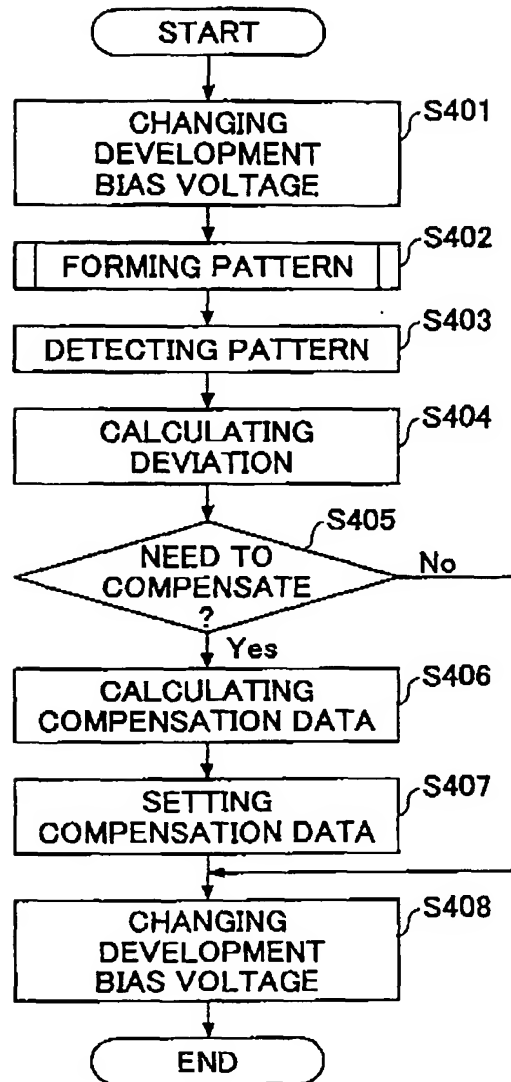 START
CHANGING
DEVELOPMENT
BIAS VOLTAGE
S401
FORMING PATTERN
S402
DETECTING PATTERN
S403
CALCULATING
DEVIATION
S404
NEED TO
COMPENSATE
?
S405
No
Yes
CALCULATING
COMPENSATION DATA
S406
SETTING
COMPENSATION DATA
S407
CHANGING
DEVELOPMENT
BIAS VOLTAGE
S408
END